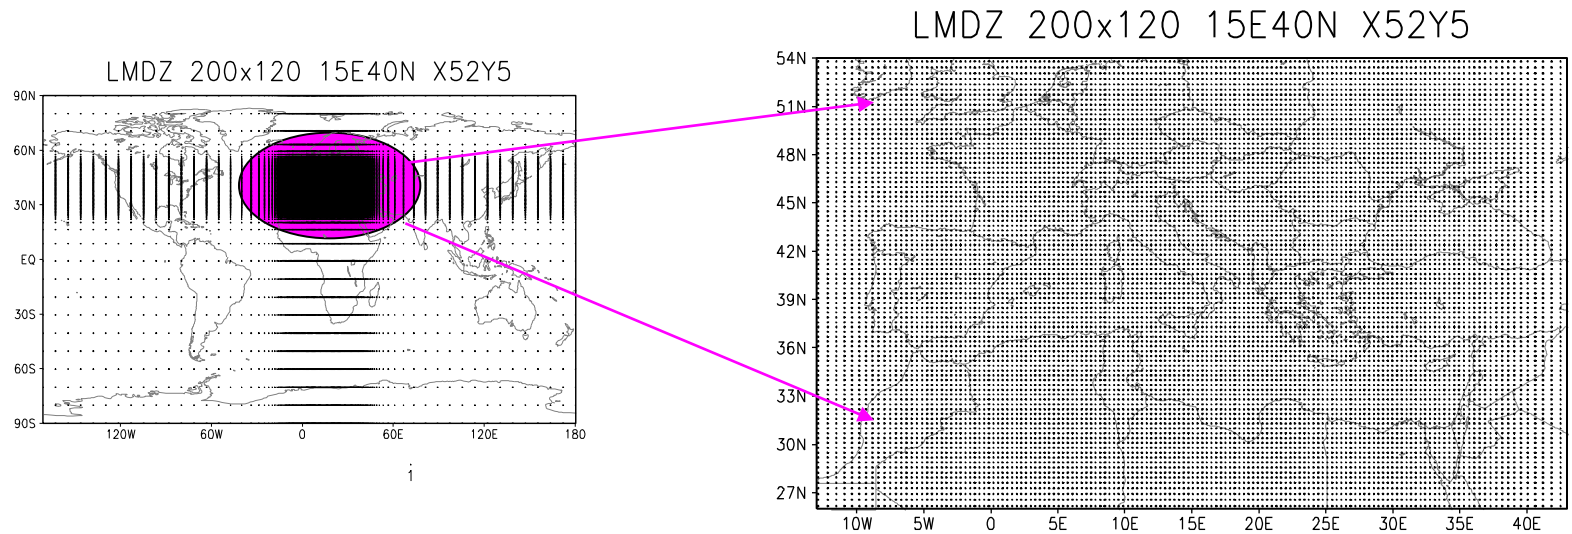 LMDZ 200x120 15E40N X52Y5
90N
60N
30N
EQ
30S
60S
90S
120W 60W 0 60E 120E 180
i
LMDZ 200x120 15E40N X52Y5
54N
51N
48N
45N
42N
39N
36N
33N
30N
27N
10W 5W 0 5E 10E 15E 20E 25E 30E 35E 40E